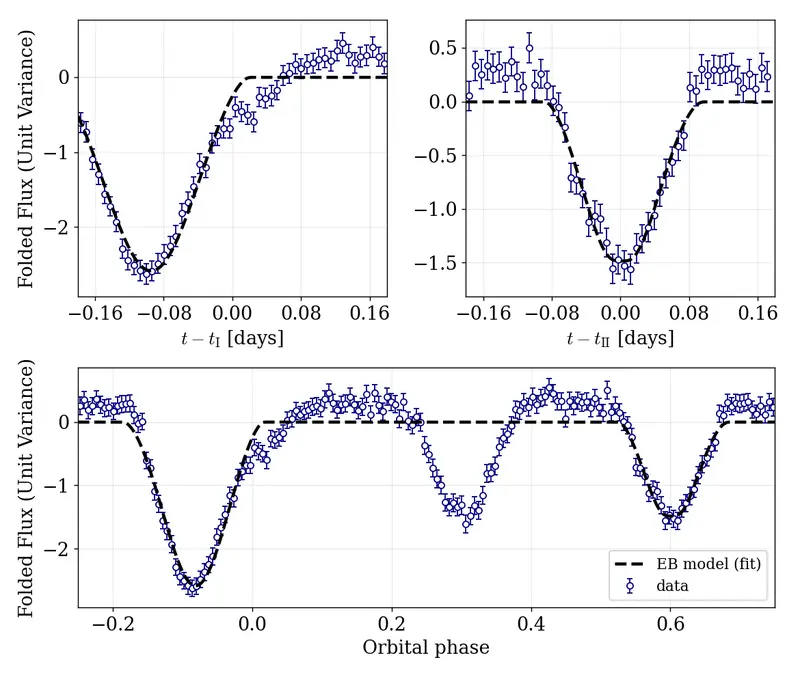 Folded Flux (Unit Variance)
0
−1
−2
−0.16 −0.08 0.00 0.08 0.16
t − t_I [days]
0.5
0.0
−0.5
−1.0
−1.5
−0.16 −0.08 0.00 0.08 0.16
t − t_II [days]
Folded Flux (Unit Variance)
0
−1
−2
−0.2 0.0 0.2 0.4 0.6
Orbital phase
EB model (fit)
data